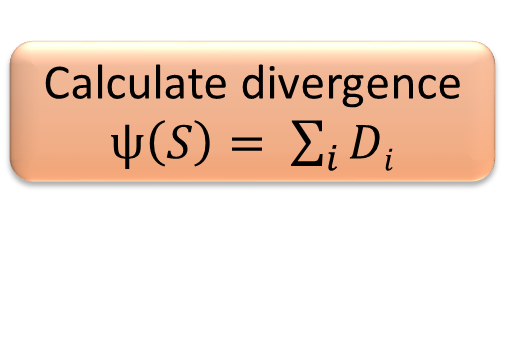 Calculate divergence
ψ(S) = ∑ᵢ Dᵢ